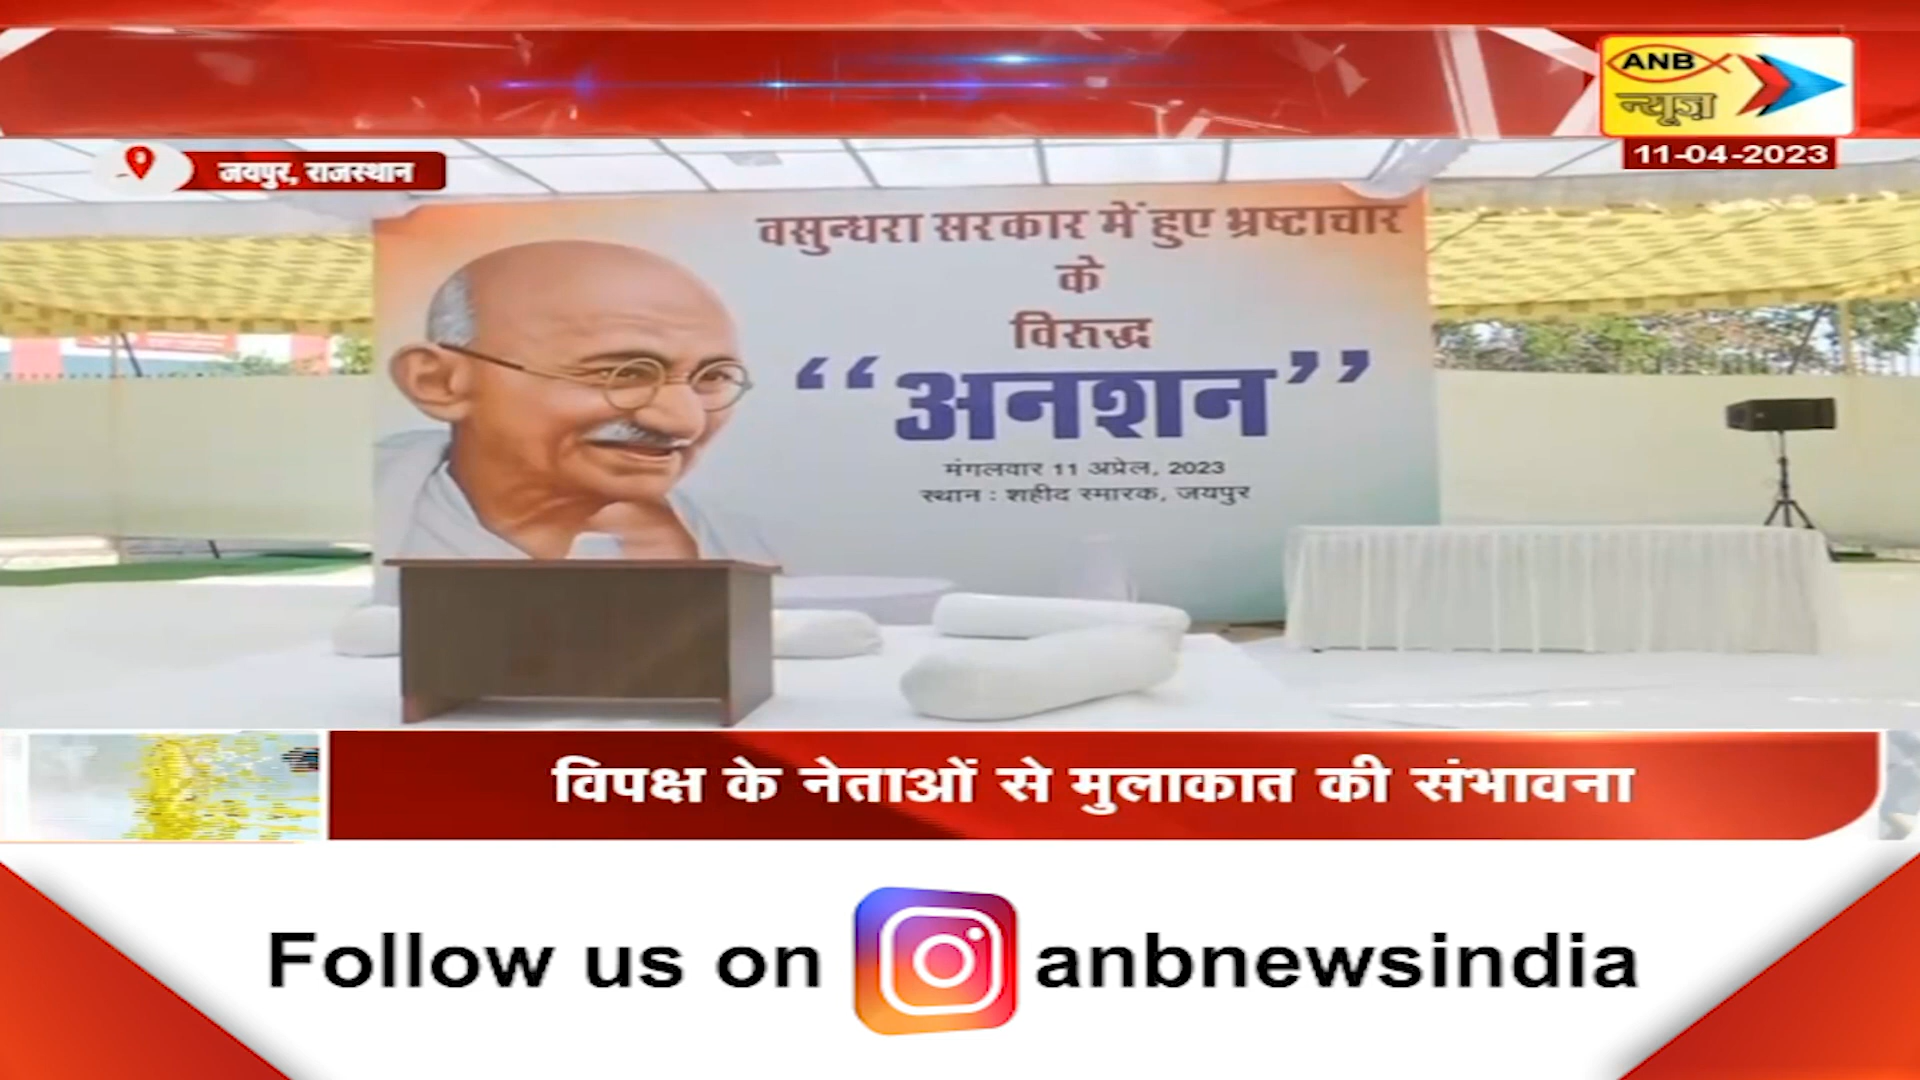 ANB
न्यूज़
11-04-2023
जयपुर, राजस्थान
वसुन्धरा सरकार में हुए भ्रष्टाचार
के
विरुद्ध
“अनशन”
मंगलवार 11 अप्रेल, 2023
स्थान : शहीद स्मारक, जयपुर
विपक्ष के नेताओं से मुलाकात की संभावना
Follow us on anbnewsindia